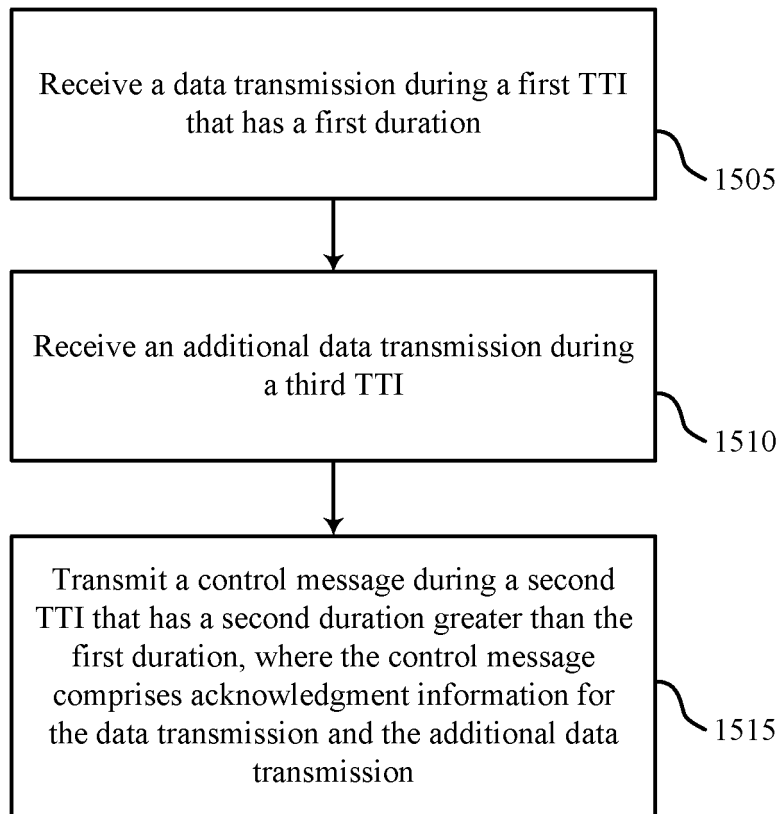 Receive a data transmission during a first TTI
that has a first duration
1505
Receive an additional data transmission during
a third TTI
1510
Transmit a control message during a second
TTI that has a second duration greater than the
first duration, where the control message
comprises acknowledgment information for
the data transmission and the additional data
transmission
1515